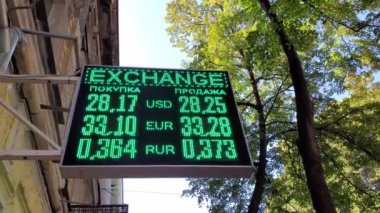 EXCHANGE
ПОКУПКА ПРОДАЖА
28,17 USD 28,25
33,10 EUR 33,28
0,364 RUR 0,373